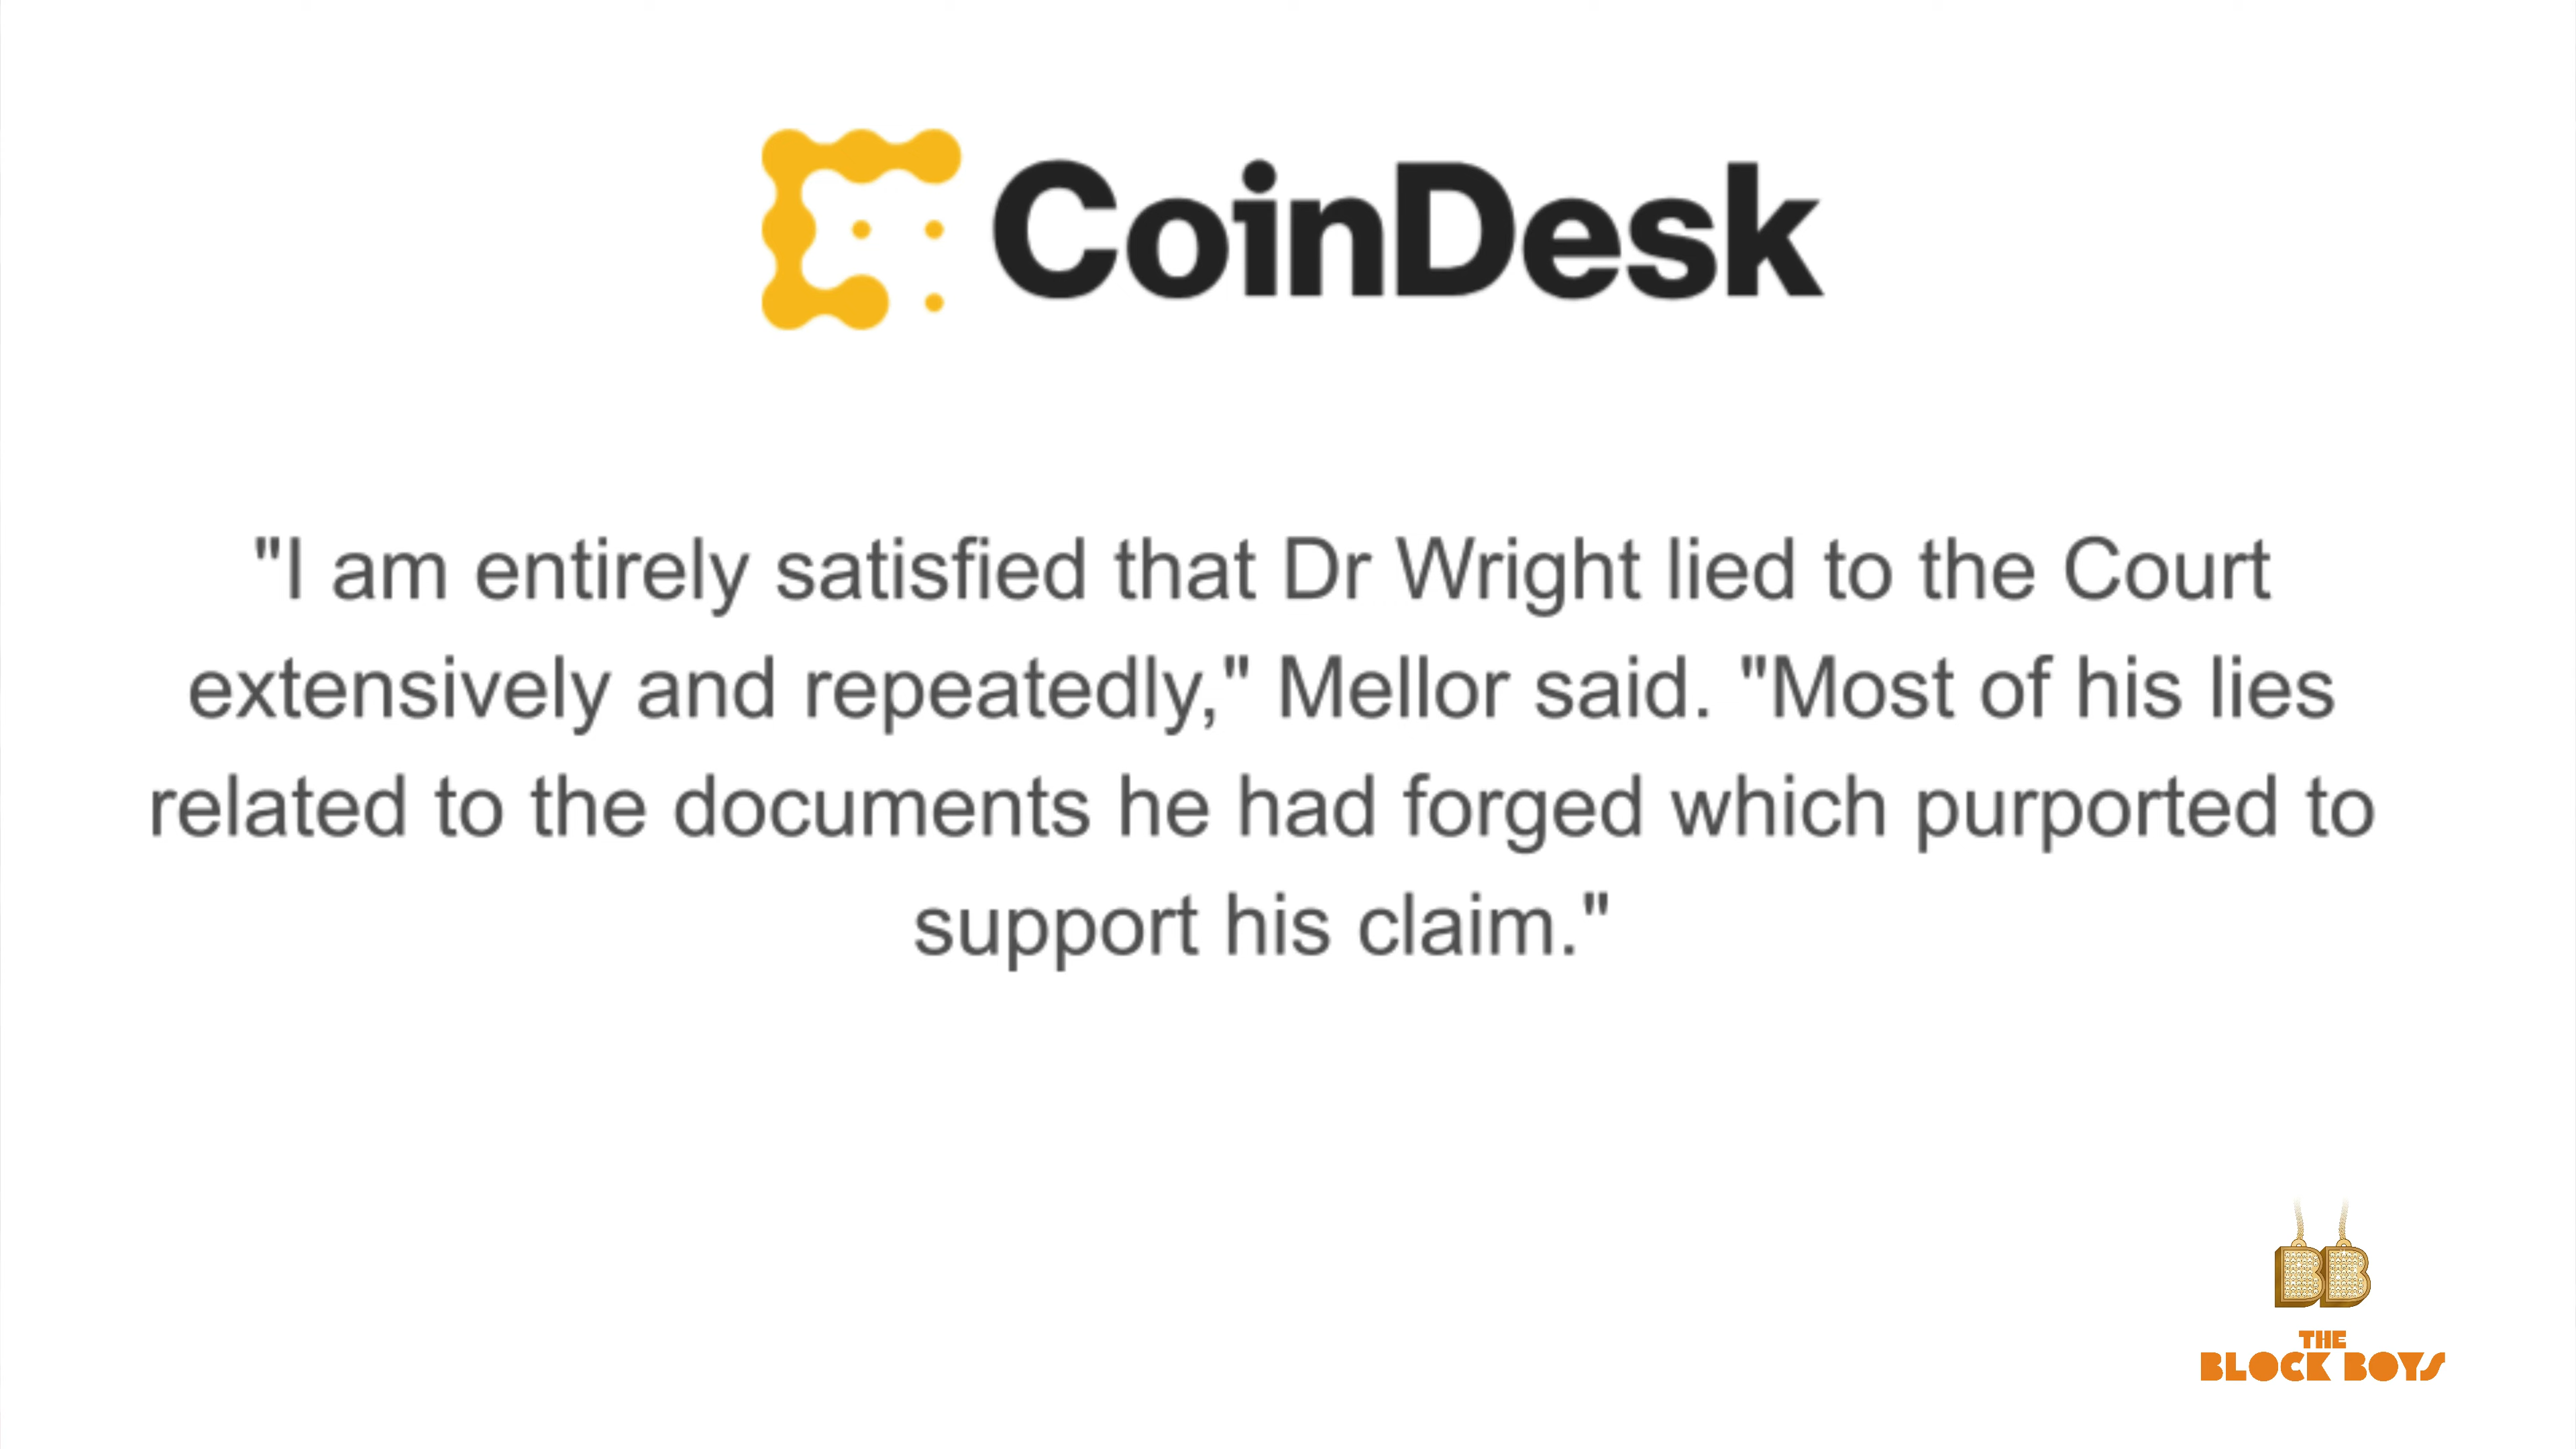 CoinDesk
"I am entirely satisfied that Dr Wright lied to the Court
extensively and repeatedly," Mellor said. "Most of his lies
related to the documents he had forged which purported to
support his claim."
BB
THE
BLOCK BOYS